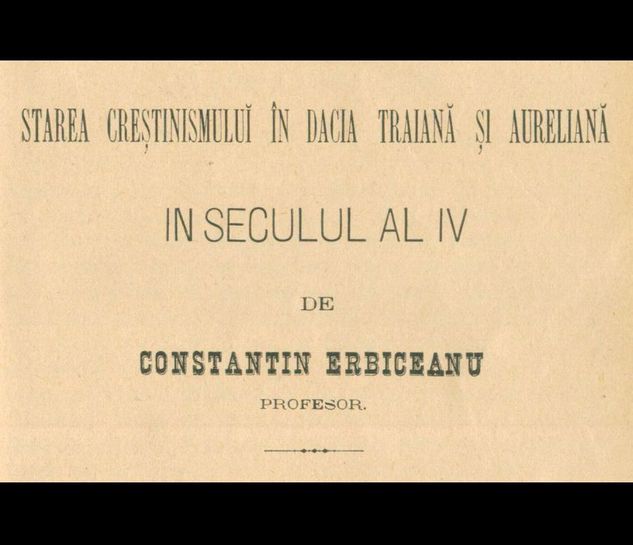 STAREA CREȘTINISMULUĬ ÎN DACIA TRAIANĂ ȘI AURELIANĂ
IN SECULUL AL IV
DE
CONSTANTIN ERBICEANU
PROFESOR.